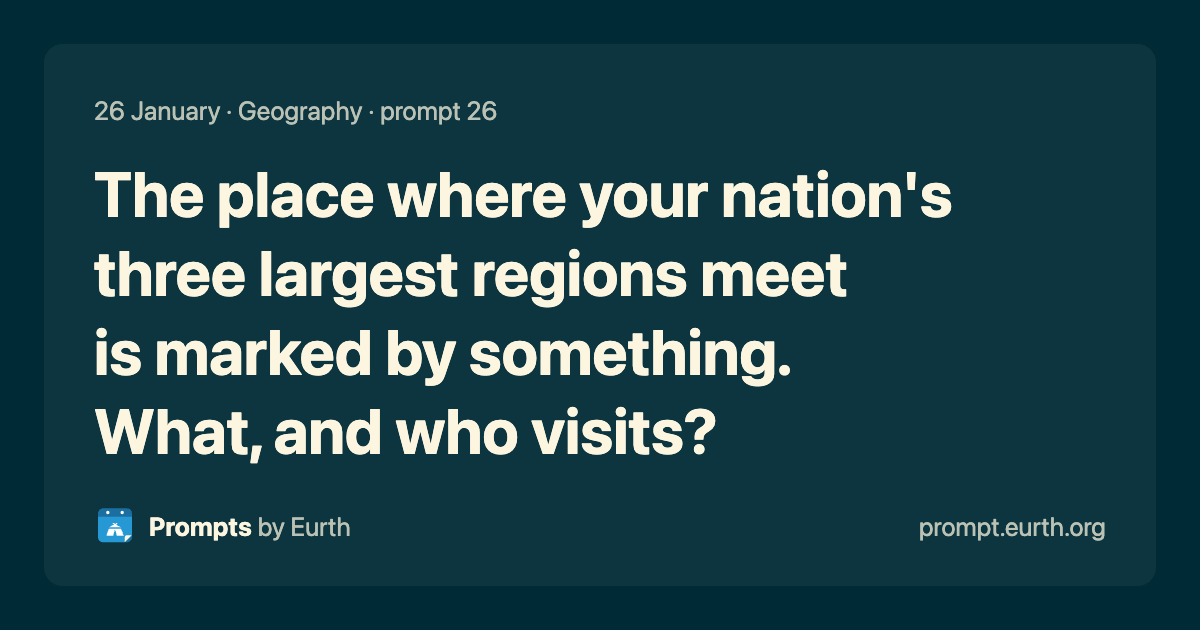 26 January · Geography · prompt 26
The place where your nation's
three largest regions meet
is marked by something.
What, and who visits?
Prompts by Eurth
prompt.eurth.org